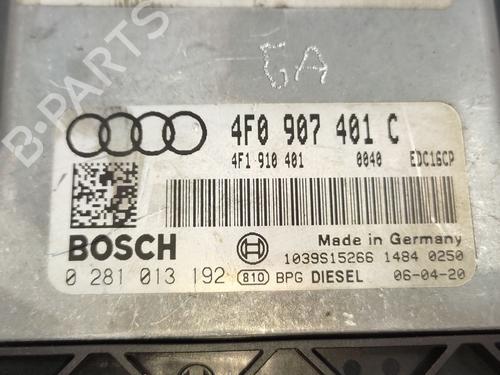 GA
4F0 907 401 C
4F1 910 401 0040 EDC16CP
BOSCH
Made in Germany
1039S15266 1484 0250
0 281 013 192 810 BPG DIESEL 06-04-20
B-PARTS